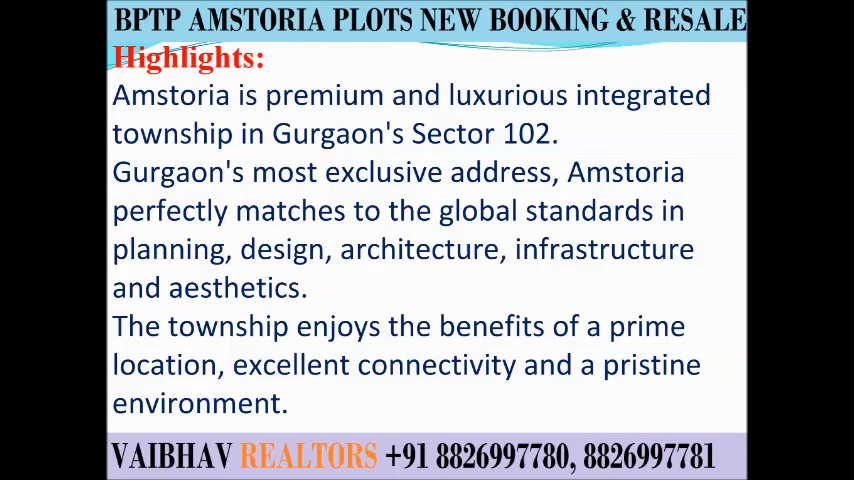 BPTP AMSTORIA PLOTS NEW BOOKING & RESALE
Highlights:
Amstoria is premium and luxurious integrated
township in Gurgaon's Sector 102.
Gurgaon's most exclusive address, Amstoria
perfectly matches to the global standards in
planning, design, architecture, infrastructure
and aesthetics.
The township enjoys the benefits of a prime
location, excellent connectivity and a pristine
environment.
VAIBHAV REALTORS +91 8826997780, 8826997781